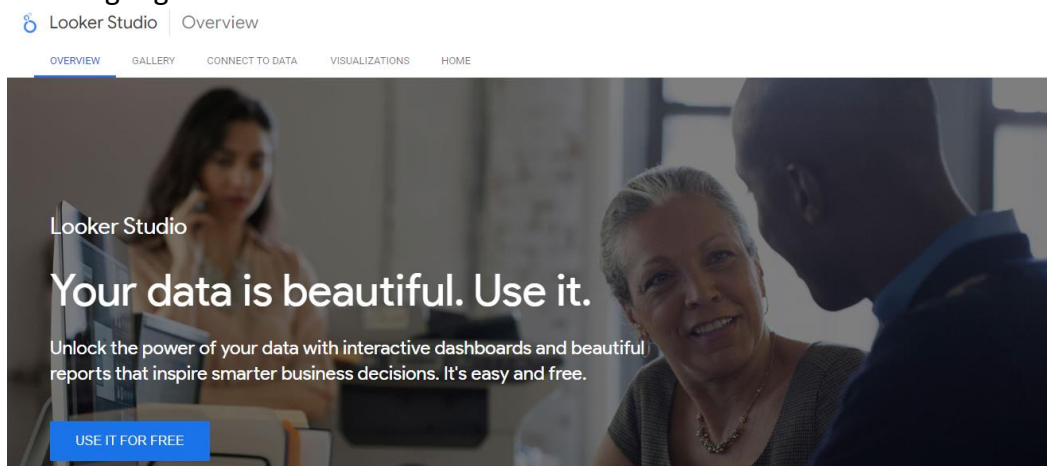 Looker Studio Overview
OVERVIEW GALLERY CONNECT TO DATA VISUALIZATIONS HOME
Looker Studio
Your data is beautiful. Use it.
Unlock the power of your data with interactive dashboards and beautiful
reports that inspire smarter business decisions. It's easy and free.
USE IT FOR FREE